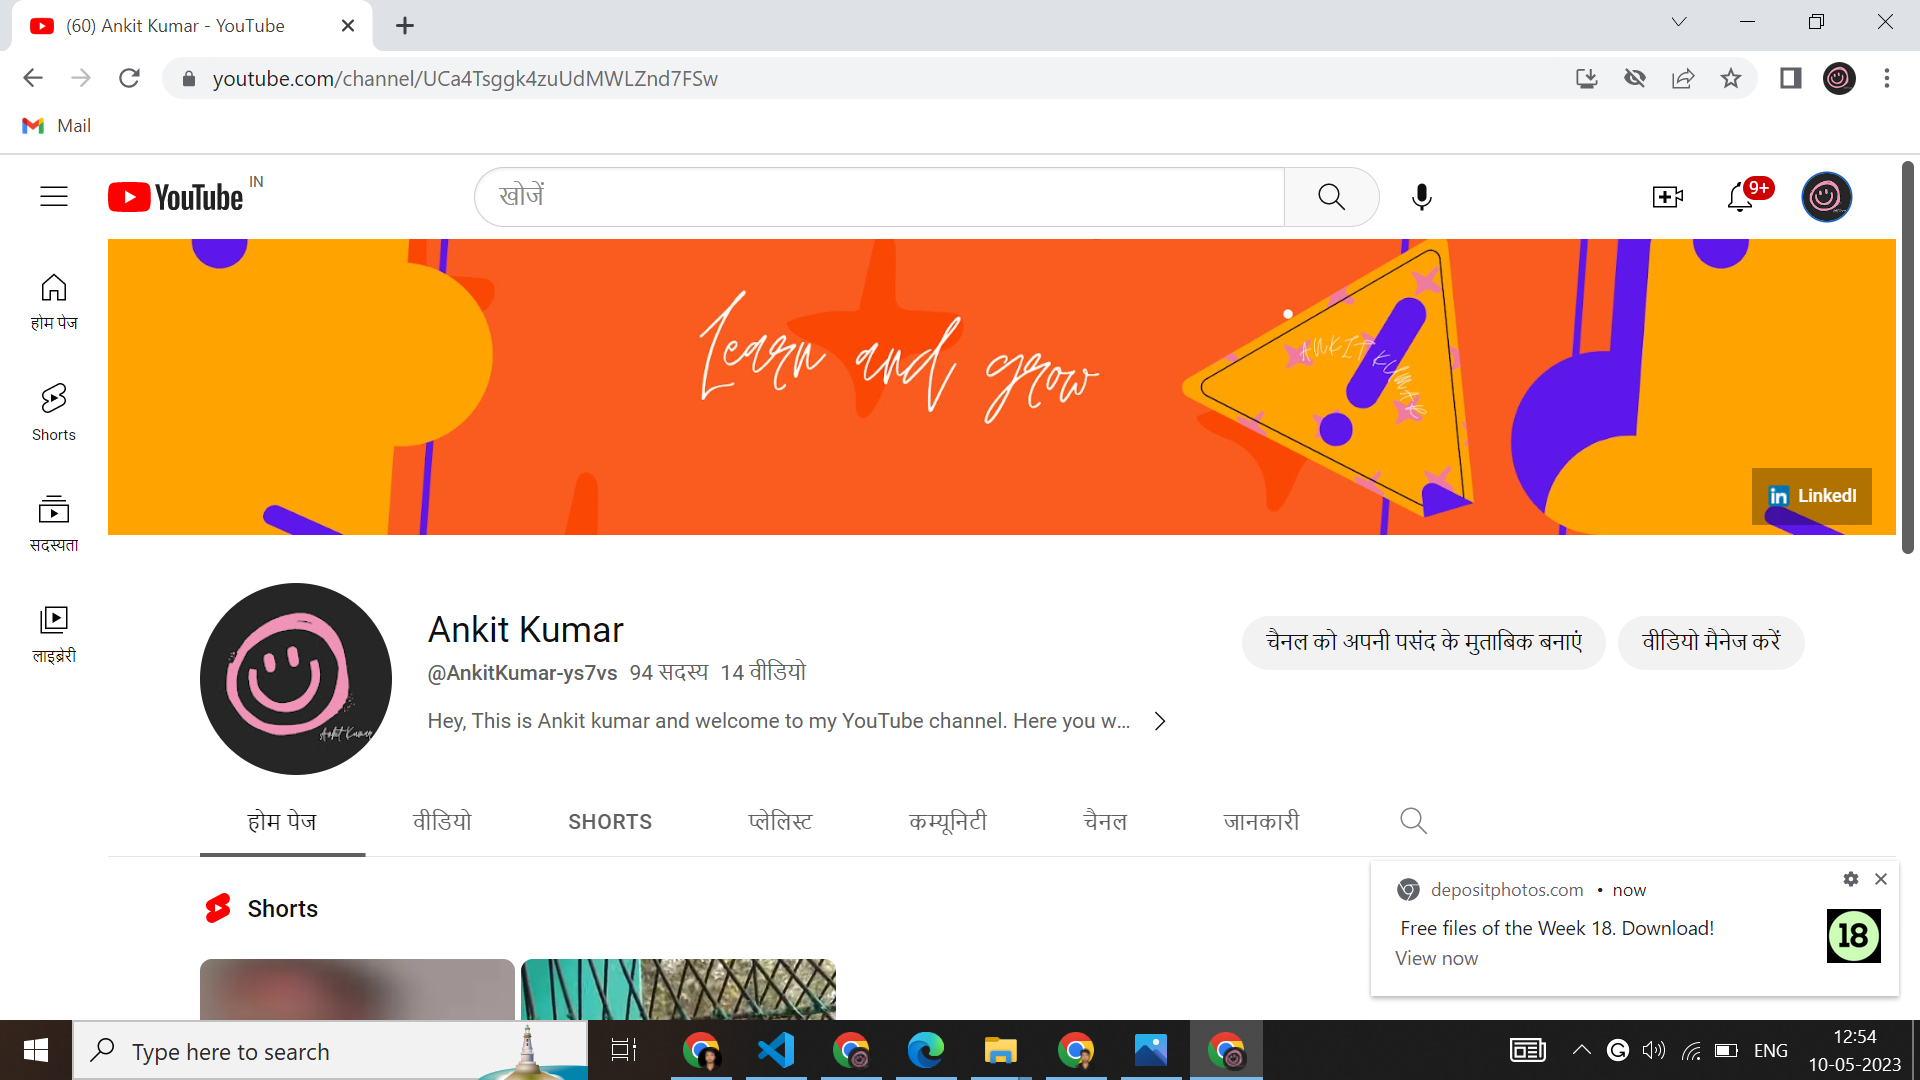 (60) Ankit Kumar - YouTube
youtube.com/channel/UCa4Tsggk4zuUdMWLZnd7FSw
Mail
YouTube IN
खोजें
9+
होम पेज
Shorts
सदस्यता
लाइब्रेरी
Learn and grow
ANKIT KUMAR
LinkedI
Ankit Kumar
Ankit Kumar
@AnkitKumar-ys7vs 94 सदस्य 14 वीडियो
Hey, This is Ankit kumar and welcome to my YouTube channel. Here you w...
चैनल को अपनी पसंद के मुताबिक बनाएं
वीडियो मैनेज करें
होम पेज वीडियो SHORTS प्लेलिस्ट कम्यूनिटी चैनल जानकारी
Shorts
depositphotos.com • now
Free files of the Week 18. Download!
View now
18
Type here to search
ENG
12:54
10-05-2023